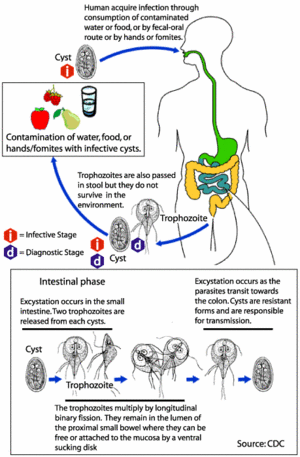 Human acquire infection through
consumption of contaminated
water or food, or by fecal-oral
route or by hands or fomites.
Cyst
i
Contamination of water, food, or
hands/fomites with infective cysts.
Trophozoites are also passed
in stool but they do not
survive in the
environment.
Trophozoite
i = Infective Stage
d = Diagnostic Stage
i
d
Cyst
d
Intestinal phase
Excystation occurs in the small
intestine. Two trophozoites are
released from each cysts.
Excystation occurs as the
parasites transit towards
the colon. Cysts are resistant
forms and are responsible
for transmission.
Cyst
Trophozoite
Cyst
The trophozoites multiply by longitudinal
binary fission. They remain in the lumen of
the proximal small bowel where they can be
free or attached to the mucosa by a ventral
sucking disk
Source: CDC